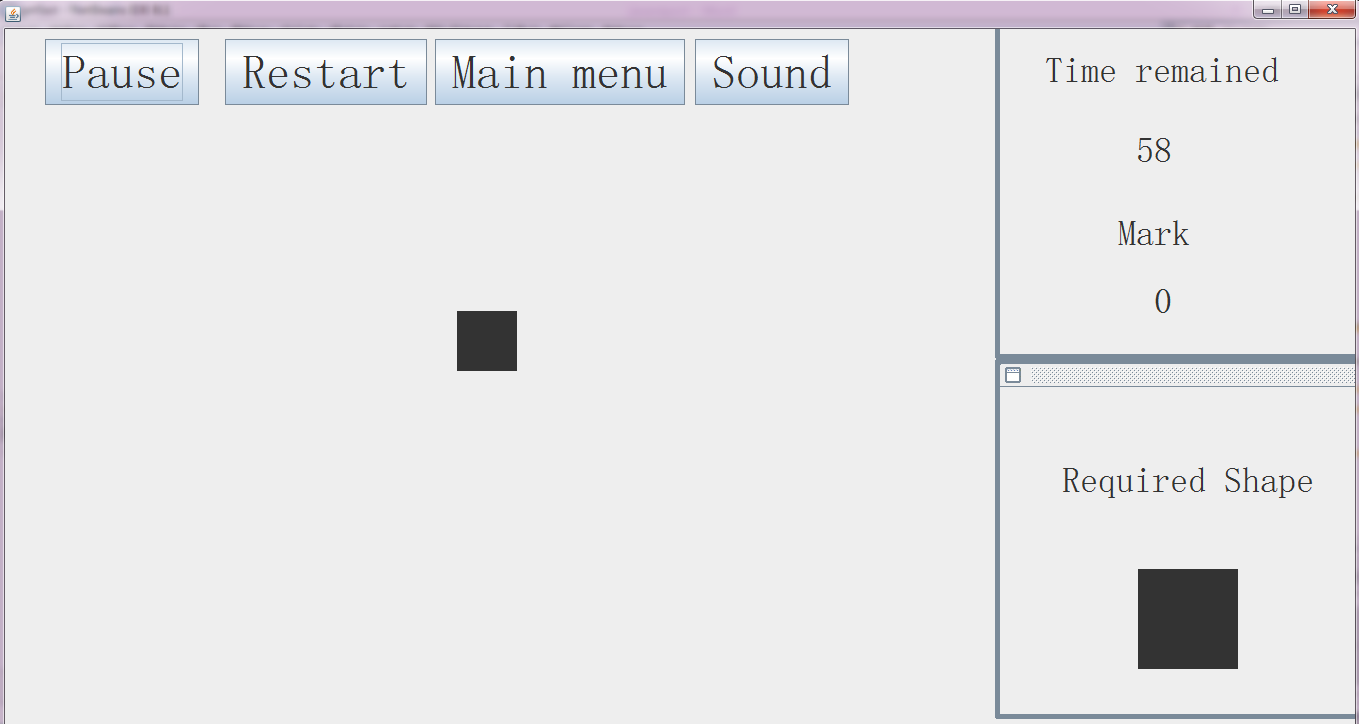 Pause Restart Main menu Sound
Time remained
58
Mark
0
Required Shape